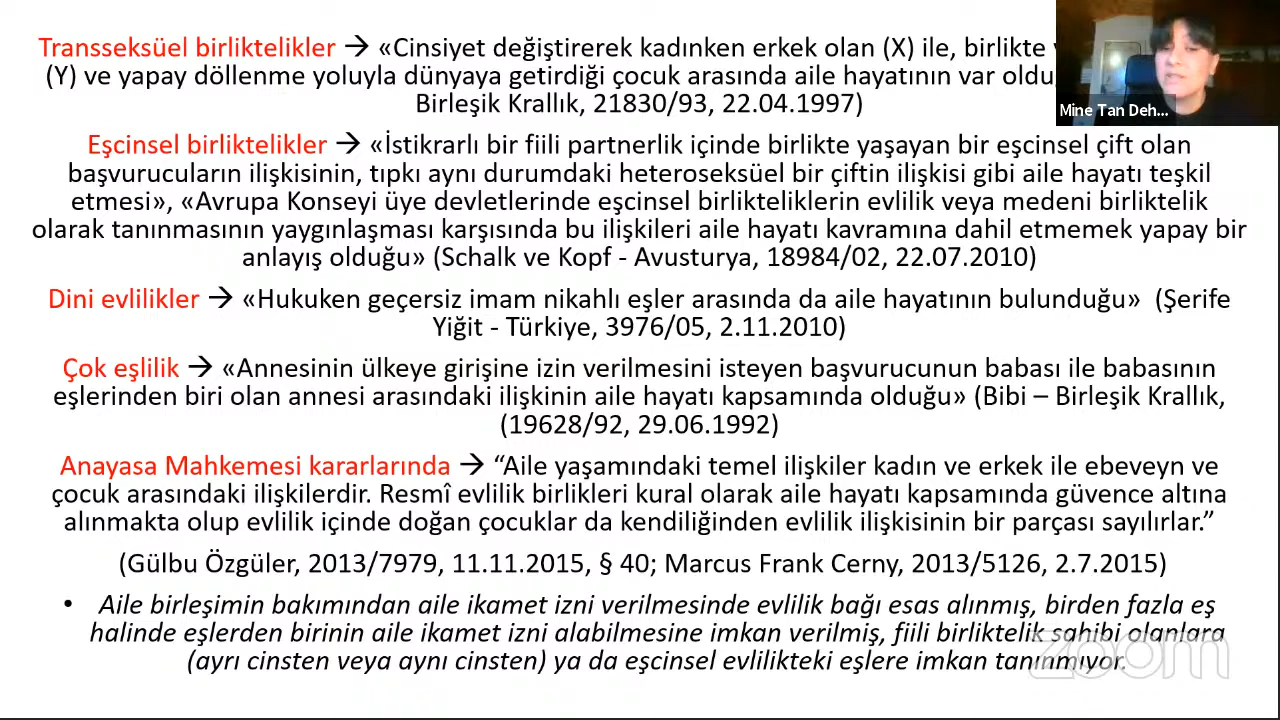 Transseksüel birliktelikler → «Cinsiyet değiştirerek kadınken erkek olan (X) ile, birlikte
(Y) ve yapay döllenme yoluyla dünyaya getirdiği çocuk arasında aile hayatının var
Birleşik Krallık, 21830/93, 22.04.1997)
Mine Tan Deh...
Eşcinsel birliktelikler → «İstikrarlı bir fiili partnerlik içinde birlikte yaşayan bir eşcinsel çift olan
başvurucuların ilişkisinin, tıpkı aynı durumdaki heteroseksüel bir çiftin ilişkisi gibi aile hayatı teşkil
etmesi», «Avrupa Konseyi üye devletlerinde eşcinsel birlikteliklerin evlilik veya medeni birliktelik
olarak tanınmasının yaygınlaşması karşısında bu ilişkileri aile hayatı kavramına dahil etmemek yapay bir
anlayış olduğu» (Schalk ve Kopf - Avusturya, 18984/02, 22.07.2010)
Dini evlilikler → «Hukuken geçersiz imam nikahlı eşler arasında da aile hayatının bulunduğu» (Şerife
Yiğit - Türkiye, 3976/05, 2.11.2010)
Çok eşlilik → «Annesinin ülkeye girişine izin verilmesini isteyen başvurucunun babası ile babasının
eşlerinden biri olan annesi arasındaki ilişkinin aile hayatı kapsamında olduğu» (Bibi – Birleşik Krallık,
(19628/92, 29.06.1992)
Anayasa Mahkemesi kararlarında → “Aile yaşamındaki temel ilişkiler kadın ve erkek ile ebeveyn ve
çocuk arasındaki ilişkilerdir. Resmî evlilik birlikleri kural olarak aile hayatı kapsamında güvence altına
alınmakta olup evlilik içinde doğan çocuklar da kendiliğinden evlilik ilişkisinin bir parçası sayılırlar.”
(Gülbu Özgüler, 2013/7979, 11.11.2015, § 40; Marcus Frank Cerny, 2013/5126, 2.7.2015)
• Aile birleşimin bakımından aile ikamet izni verilmesinde evlilik bağı esas alınmış, birden fazla eş
halinde eşlerden birinin aile ikamet izni alabilmesine imkan verilmiş, fiili birliktelik sahibi olanlara
(ayrı cinsten veya aynı cinsten) ya da eşcinsel evlilikteki eşlere imkan tanınmıyor.
zoom